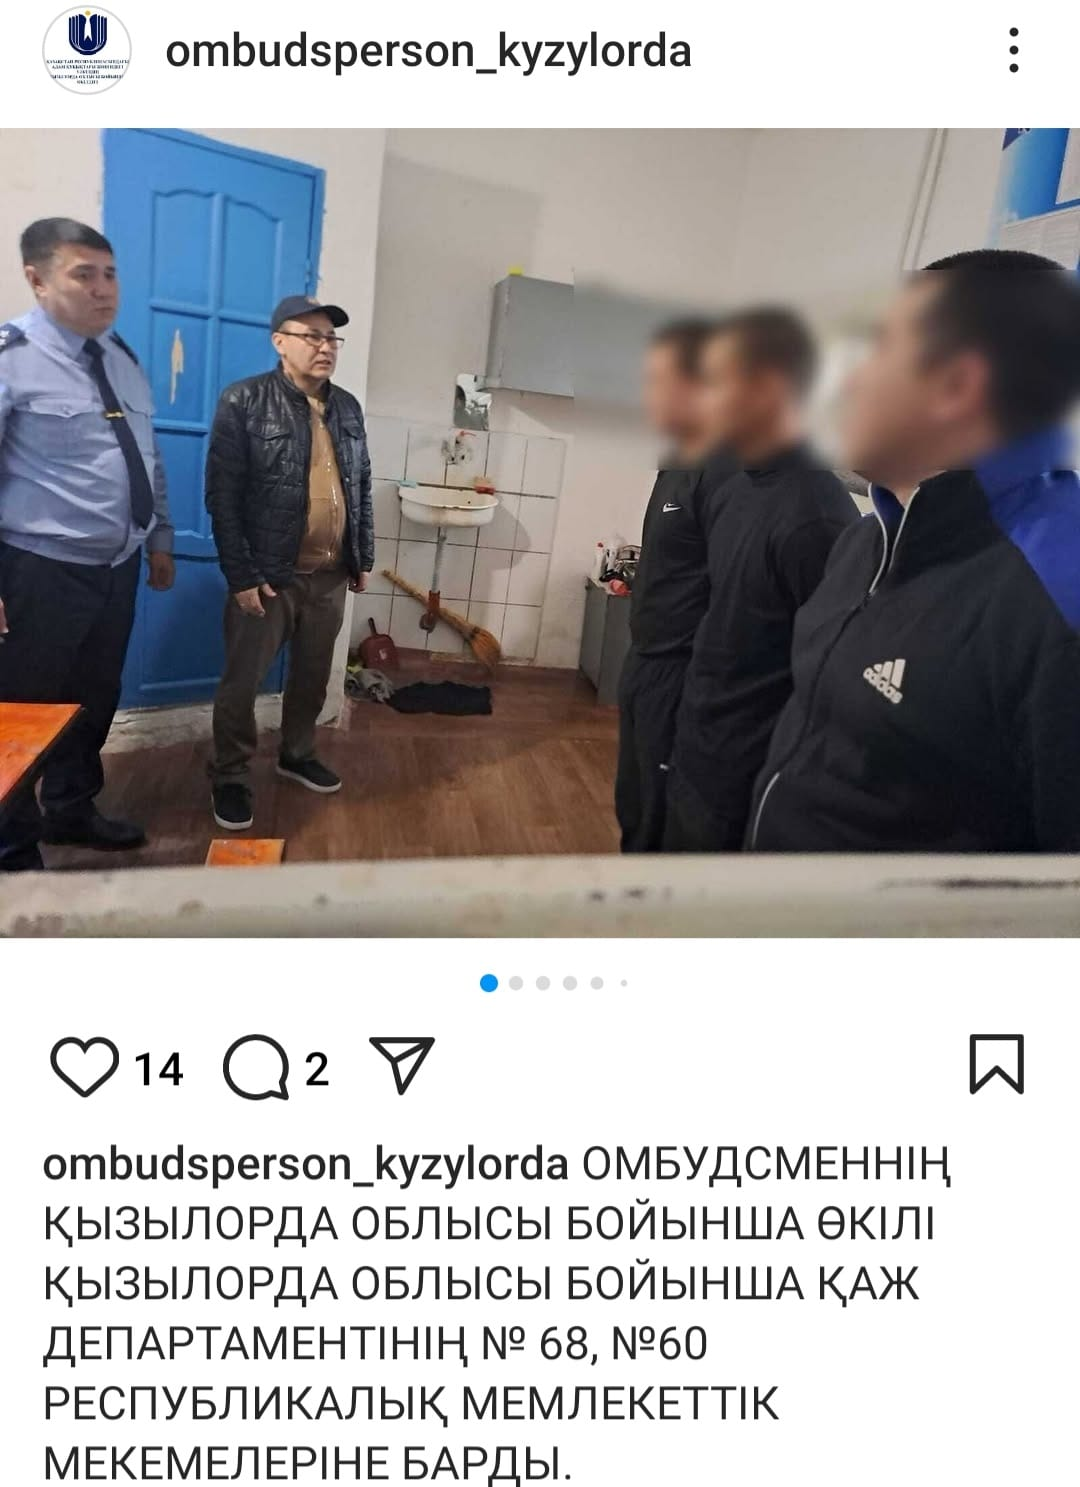 ombudsperson_kyzylorda
adidas
14
2
ombudsperson_kyzylorda ОМБУДСМЕННІҢ
ҚЫЗЫЛОРДА ОБЛЫСЫ БОЙЫНША ӨКІЛІ
ҚЫЗЫЛОРДА ОБЛЫСЫ БОЙЫНША ҚАЖ
ДЕПАРТАМЕНТІНІҢ № 68, №60
РЕСПУБЛИКАЛЫҚ МЕМЛЕКЕТТІК
МЕКЕМЕЛЕРІНЕ БАРДЫ.